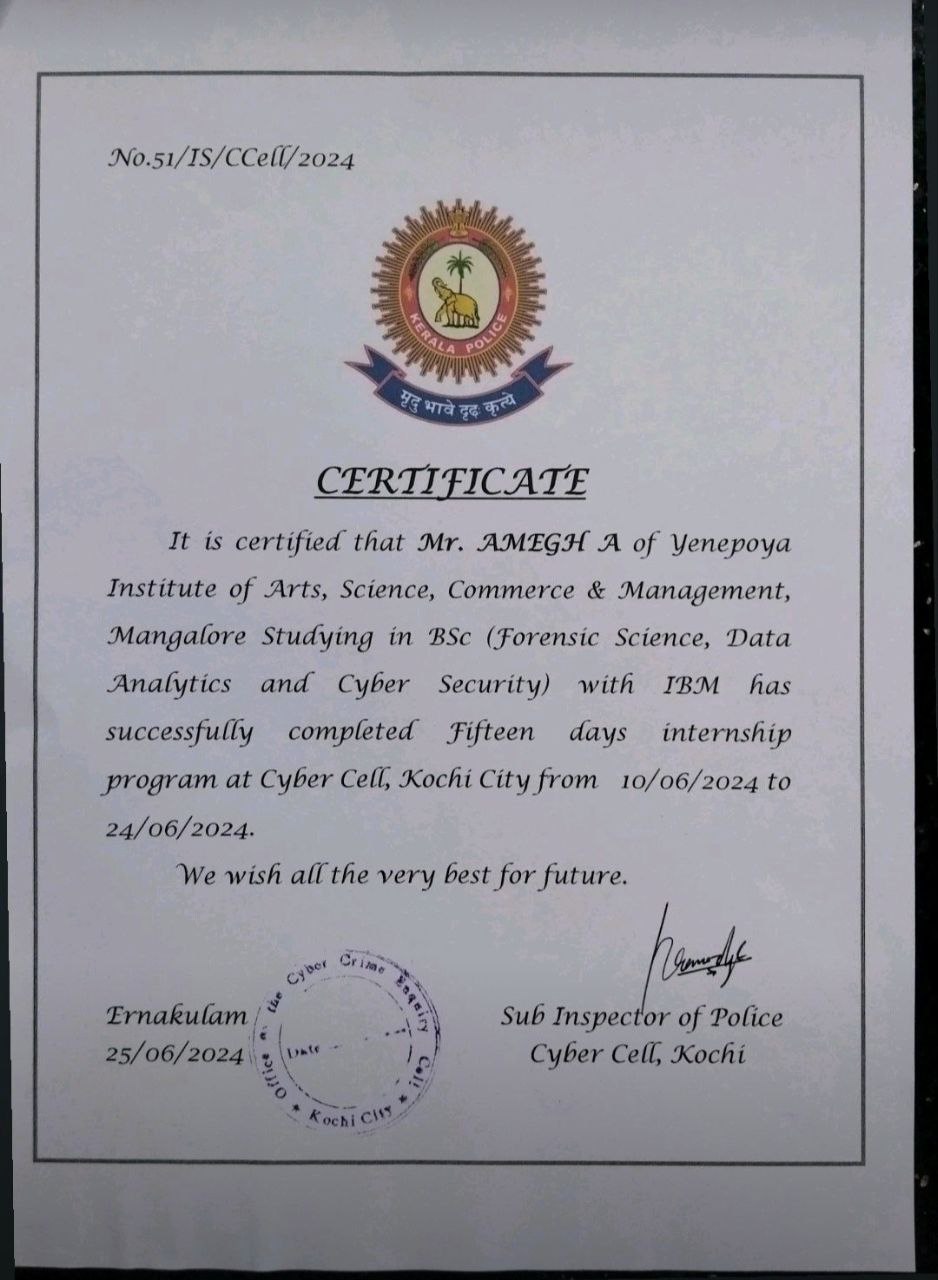 No.51/IS/CCell/2024
KERALA POLICE
मृदु भावे दृढ कृत्ये
CERTIFICATE
It is certified that Mr. AMEGH A of Yenepoya
Institute of Arts, Science, Commerce & Management,
Mangalore Studying in BSc (Forensic Science, Data
Analytics and Cyber Security) with IBM has
successfully completed Fifteen days internship
program at Cyber Cell, Kochi City from 10/06/2024 to
24/06/2024.
We wish all the very best for future.
Ernakulam
25/06/2024
Office the Cyber Crime Enquiry Cell
Date
★ Kochi City ★
Sub Inspector of Police
Cyber Cell, Kochi